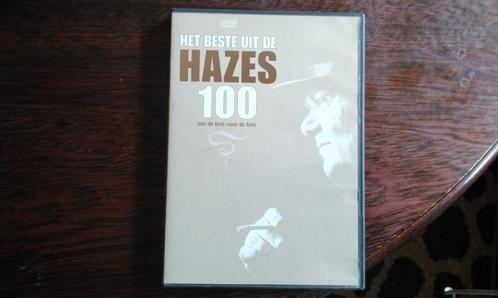 DVD
HET BESTE UIT DE
HAZES
100
van de fans - voor de fans